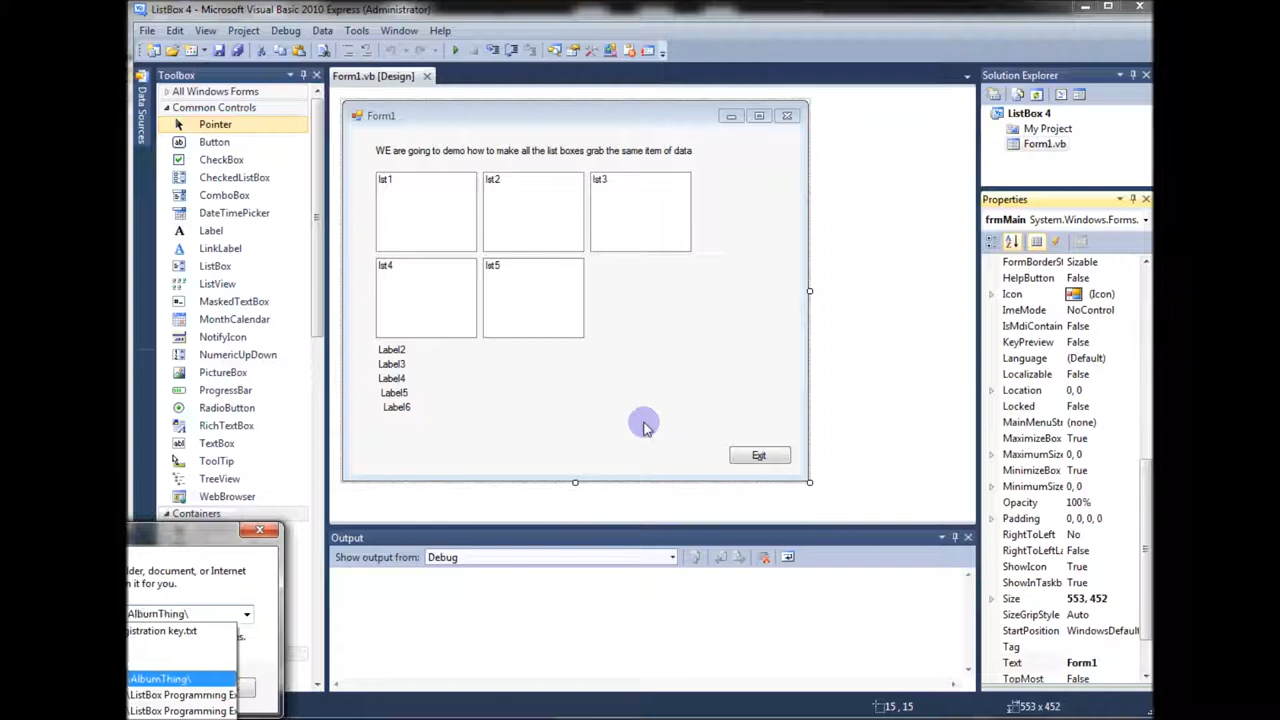 ListBox 4 - Microsoft Visual Basic 2010 Express (Administrator)
File Edit View Project Debug Data Tools Window Help
Data Sources
Toolbox
All Windows Forms
Common Controls
Pointer
Button
CheckBox
CheckedListBox
ComboBox
DateTimePicker
Label
LinkLabel
ListBox
ListView
MaskedTextBox
MonthCalendar
NotifyIcon
NumericUpDown
PictureBox
ProgressBar
RadioButton
RichTextBox
TextBox
ToolTip
TreeView
WebBrowser
Containers
Form1.vb [Design]
Form1
WE are going to demo how to make all the list boxes grab the same item of data
lst1 lst2 lst3
lst4 lst5
Label2
Label3
Label4
Label5
Label6
Exit
Output
Show output from: Debug
Solution Explorer
ListBox 4
My Project
Form1.vb
Properties
frmMain System.Windows.Forms.
FormBorderSt Sizable
HelpButton False
Icon (Icon)
ImeMode NoControl
IsMdiContain False
KeyPreview False
Language (Default)
Localizable False
Location 0, 0
Locked False
MainMenuStr (none)
MaximizeBox True
MaximumSiz 0, 0
MinimizeBox True
MinimumSiz 0, 0
Opacity 100%
Padding 0, 0, 0, 0
RightToLeft No
RightToLeftLa False
ShowIcon True
ShowInTaskb True
Size 553, 452
SizeGripStyle Auto
StartPosition WindowsDefault
Tag
Text Form1
TopMost False
lder, document, or Internet
n it for you.
AlbumThing\
gistration key.txt
s.
\AlbumThing\
\ListBox Programming Ex
\ListBox Programming Ex
15 , 15
553 x 452